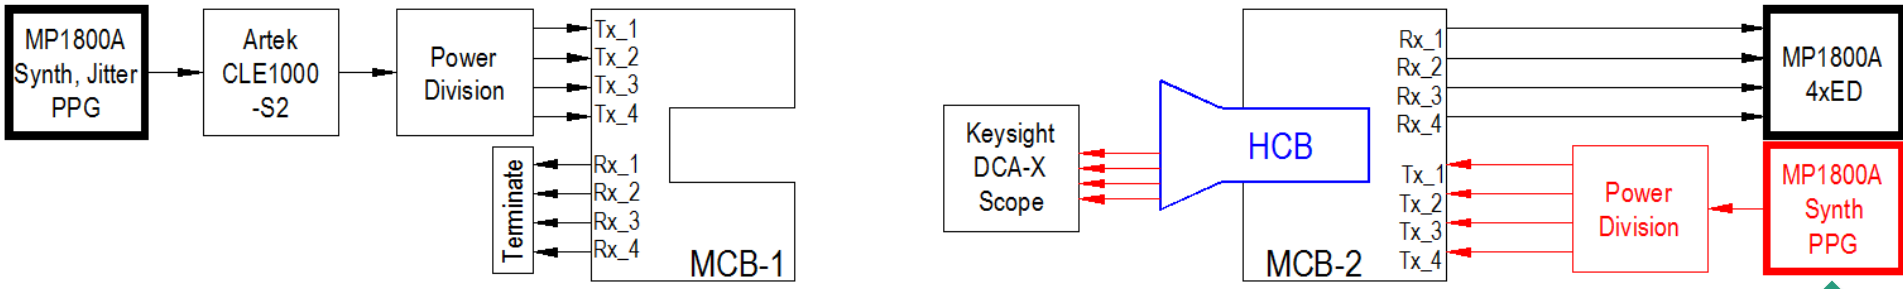 MP1800A
Synth, Jitter
PPG
Artek
CLE1000
-S2
Power
Division
Tx_1
Tx_2
Tx_3
Tx_4
Terminate
Rx_1
Rx_2
Rx_3
Rx_4
MCB-1
Keysight
DCA-X
Scope
HCB
Rx_1
Rx_2
Rx_3
Rx_4
Tx_1
Tx_2
Tx_3
Tx_4
MCB-2
MP1800A
4xED
Power
Division
MP1800A
Synth
PPG